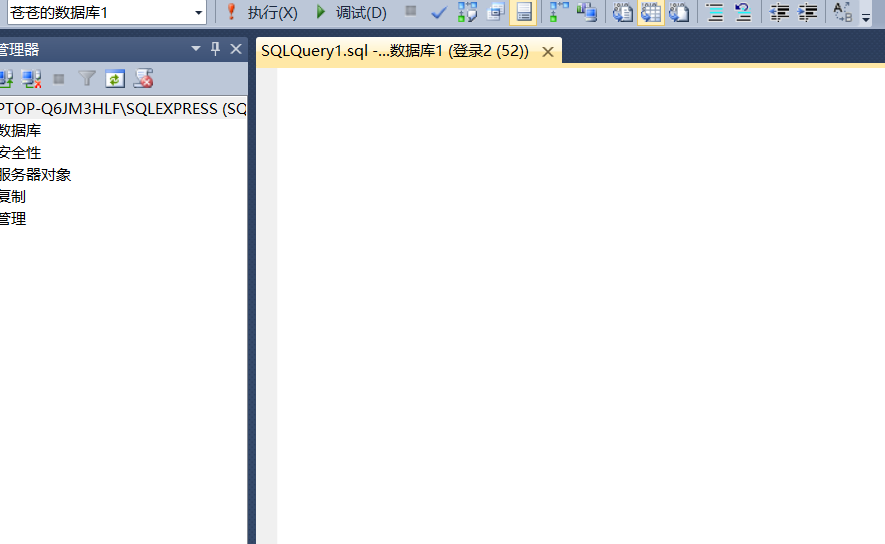 苍苍的数据库1 执行(X) 调试(D)
管理器
SQLQuery1.sql -...数据库1 (登录2 (52))
PTOP-Q6JM3HLF\SQLEXPRESS (SQ
数据库
安全性
服务器对象
复制
管理